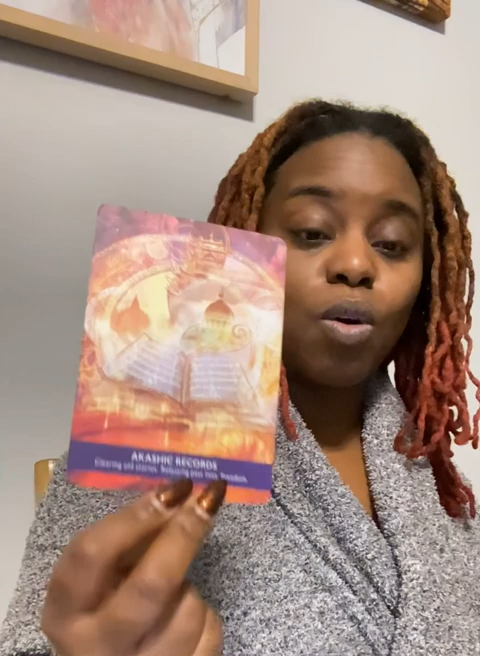 AKASHIC RECORDS
Clearing old stories. Releasing past lives. Freedom.